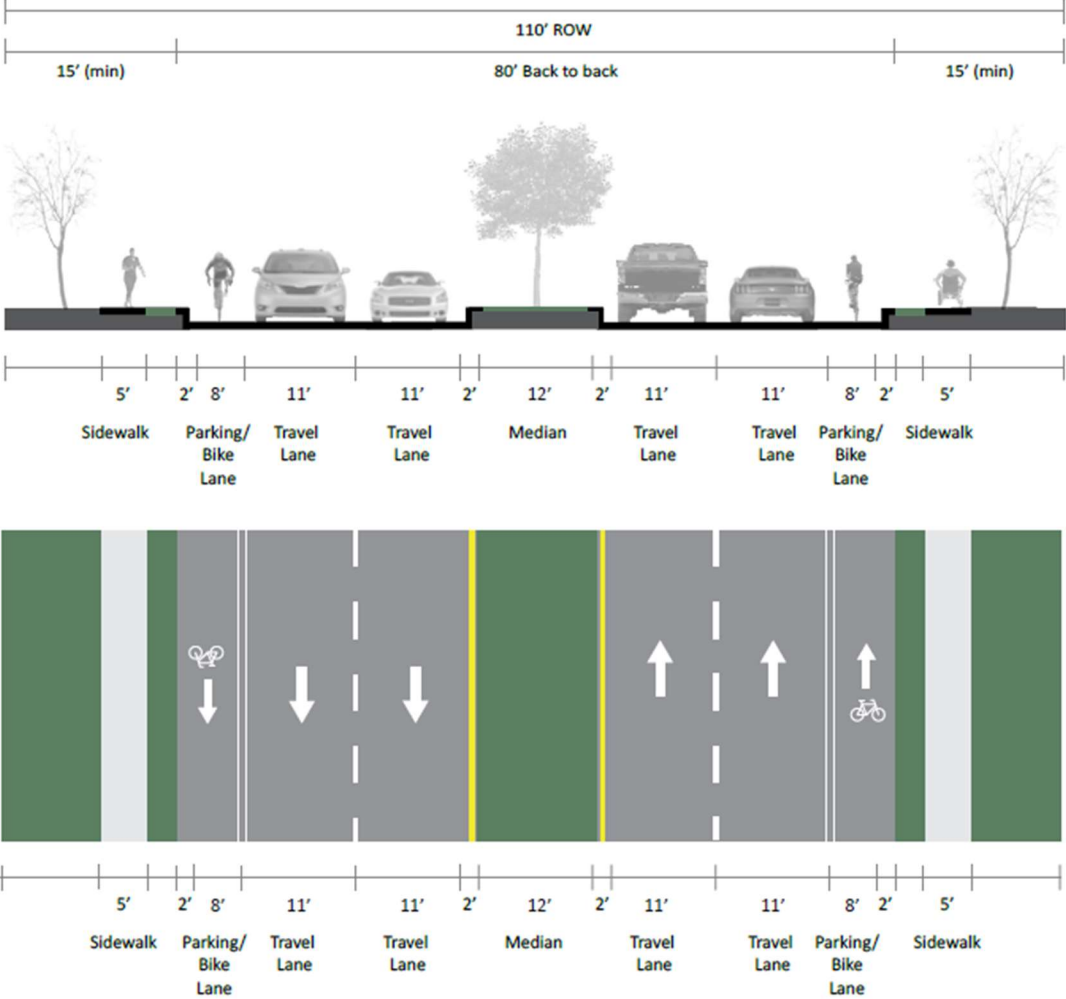 110’ ROW
15’ (min) 80’ Back to back 15’ (min)
5’ 2’ 8’ 11’ 11’ 2’ 12’ 2’ 11’ 11’ 8’ 2’ 5’
Sidewalk Parking/ Travel Travel Median Travel Travel Parking/ Sidewalk
Bike Lane Lane Lane Lane Bike
Lane Lane
5’ 2’ 8’ 11’ 11’ 2’ 12’ 2’ 11’ 11’ 8’ 2’ 5’
Sidewalk Parking/ Travel Travel Median Travel Travel Parking/ Sidewalk
Bike Lane Lane Lane Lane Bike
Lane Lane